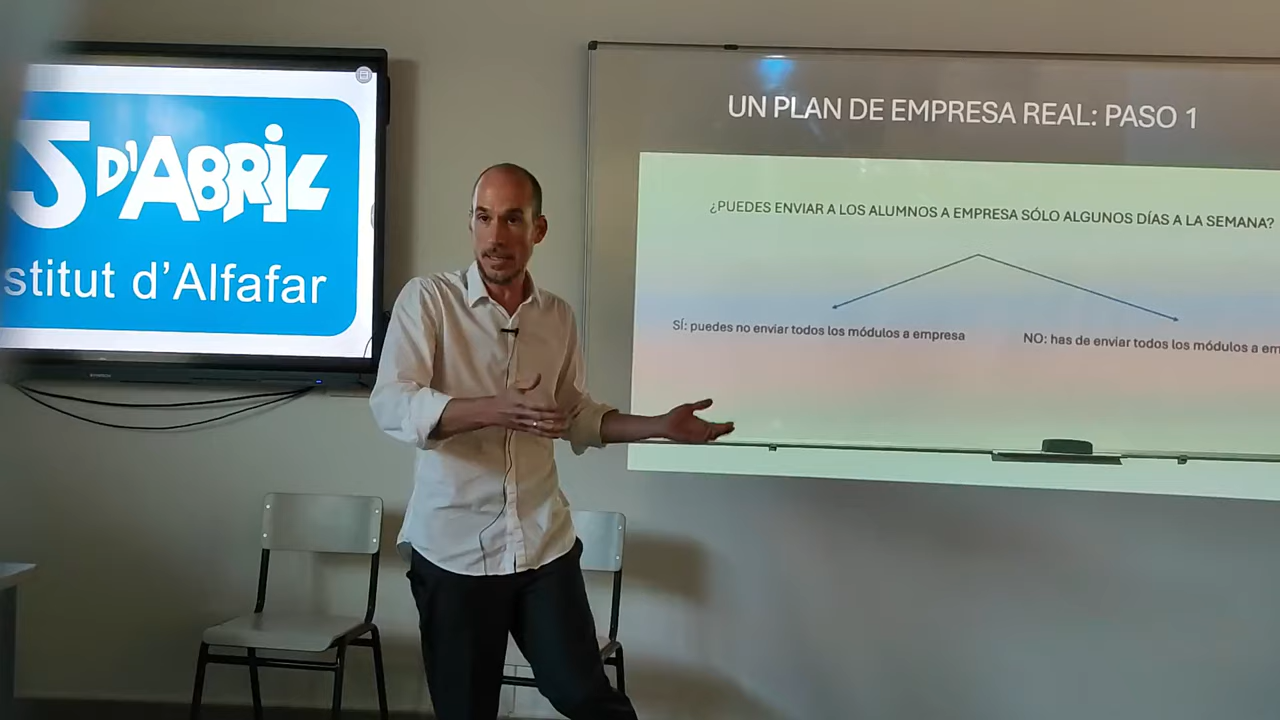 5 D'ABRIL
stitut d'Alfafar
UN PLAN DE EMPRESA REAL: PASO 1
¿PUEDES ENVIAR A LOS ALUMNOS A EMPRESA SÓLO ALGUNOS DÍAS A LA SEMANA?
SÍ: puedes no enviar todos los módulos a empresa
NO: has de enviar todos los módulos a em